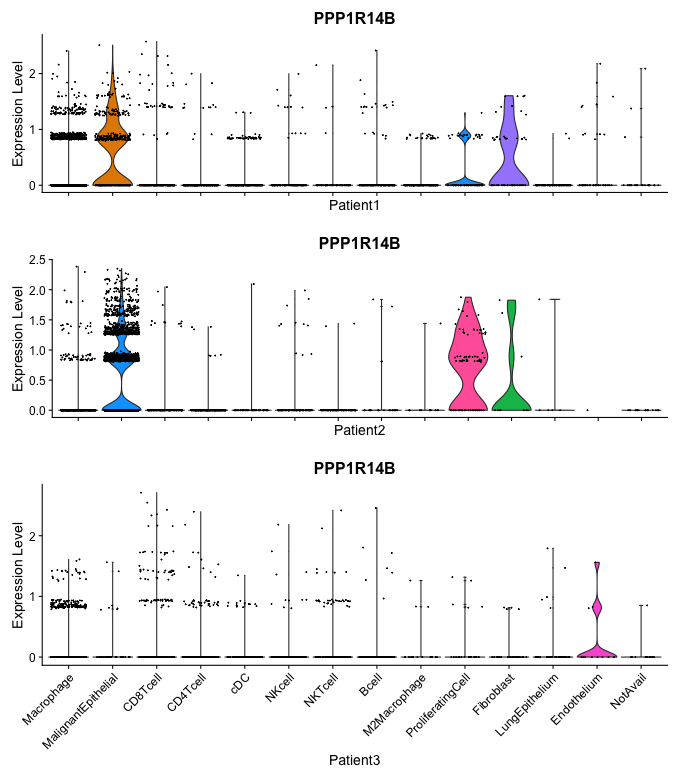 PPP1R14B
Expression Level
2
1
0
Patient1
PPP1R14B
Expression Level
2.5
2.0
1.5
1.0
0.5
0.0
Patient2
PPP1R14B
Expression Level
2
1
0
Macrophage
MalignantEpithelial
CD8Tcell
CD4Tcell
cDC
NKcell
NKTcell
Bcell
M2Macrophage
ProliferatingCell
Fibroblast
LungEpithelium
Endothelium
NotAvail
Patient3